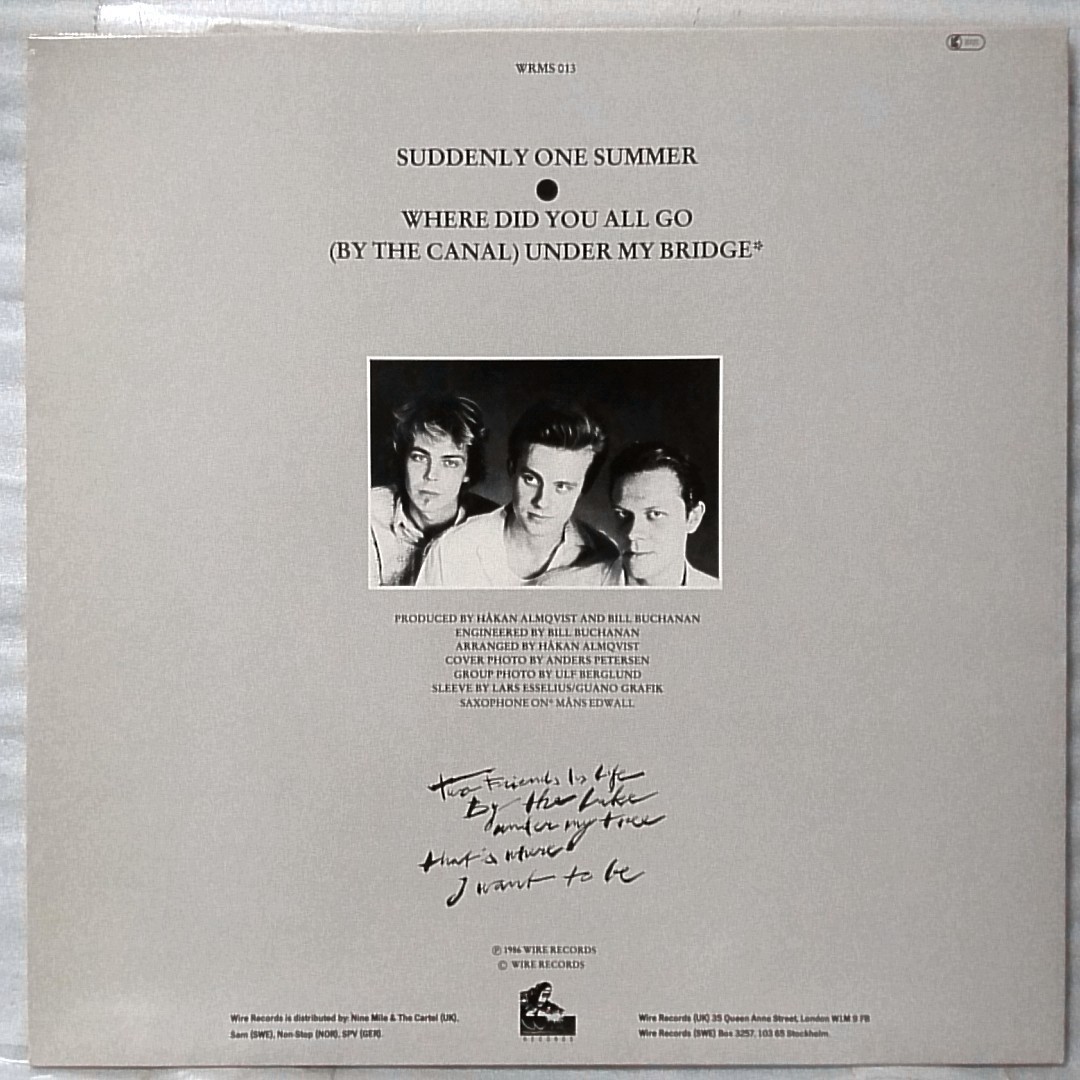 WRMS 013
SUDDENLY ONE SUMMER
WHERE DID YOU ALL GO
(BY THE CANAL) UNDER MY BRIDGE*
PRODUCED BY HÅKAN ALMQVIST AND BILL BUCHANAN
ENGINEERED BY BILL BUCHANAN
ARRANGED BY HÅKAN ALMQVIST
COVER PHOTO BY ANDERS PETERSEN
GROUP PHOTO BY ULF BERGLUND
SLEEVE BY LARS ESSELIUS/GUANO GRAFIK
SAXOPHONE ON* MÅNS EDWALL
Two Friends In Life
By the Lake
under my tree
that's where
I want to be
Ⓟ 1986 WIRE RECORDS
© WIRE RECORDS
Wire Records is distributed by: Nine Mile & The Cartel (UK),
Sam (SWE), Non-Stop (NOR), SPV (GER).
RECORDS
Wire Records (UK) 35 Queen Anne Street, London W1M 9 FB
Wire Records (SWE) Box 3257, 103 65 Stockholm.